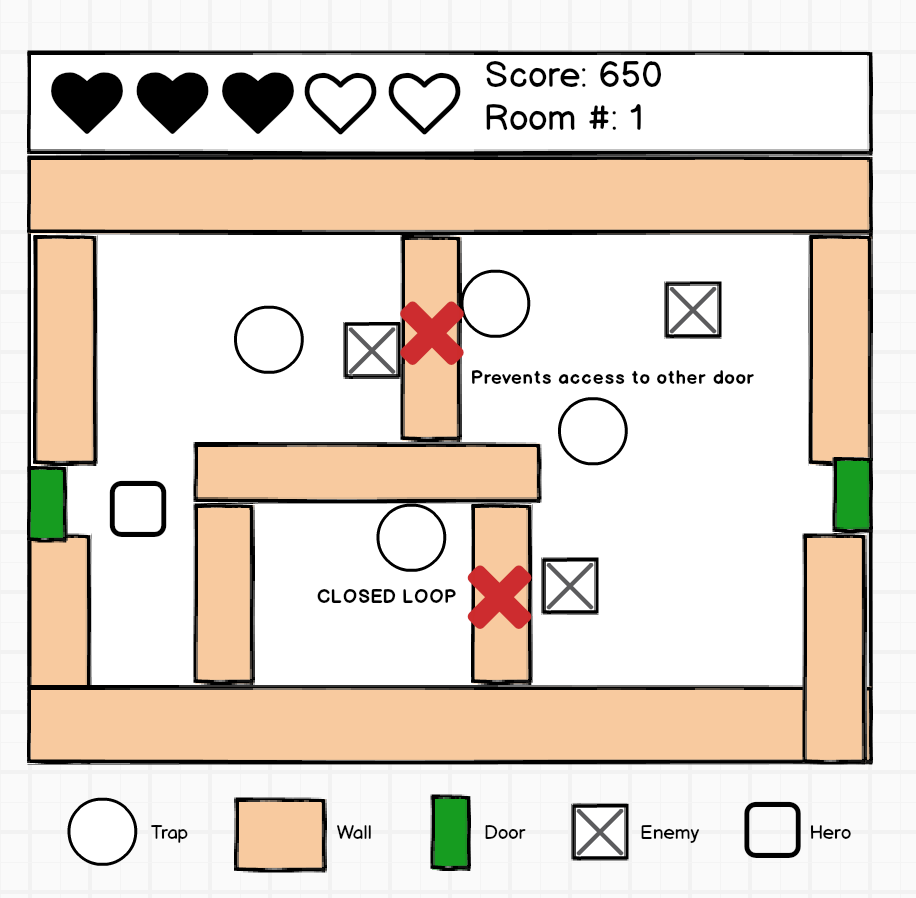 Score: 650
Room #: 1
Prevents access to other door
CLOSED LOOP
Trap
Wall
Door
Enemy
Hero